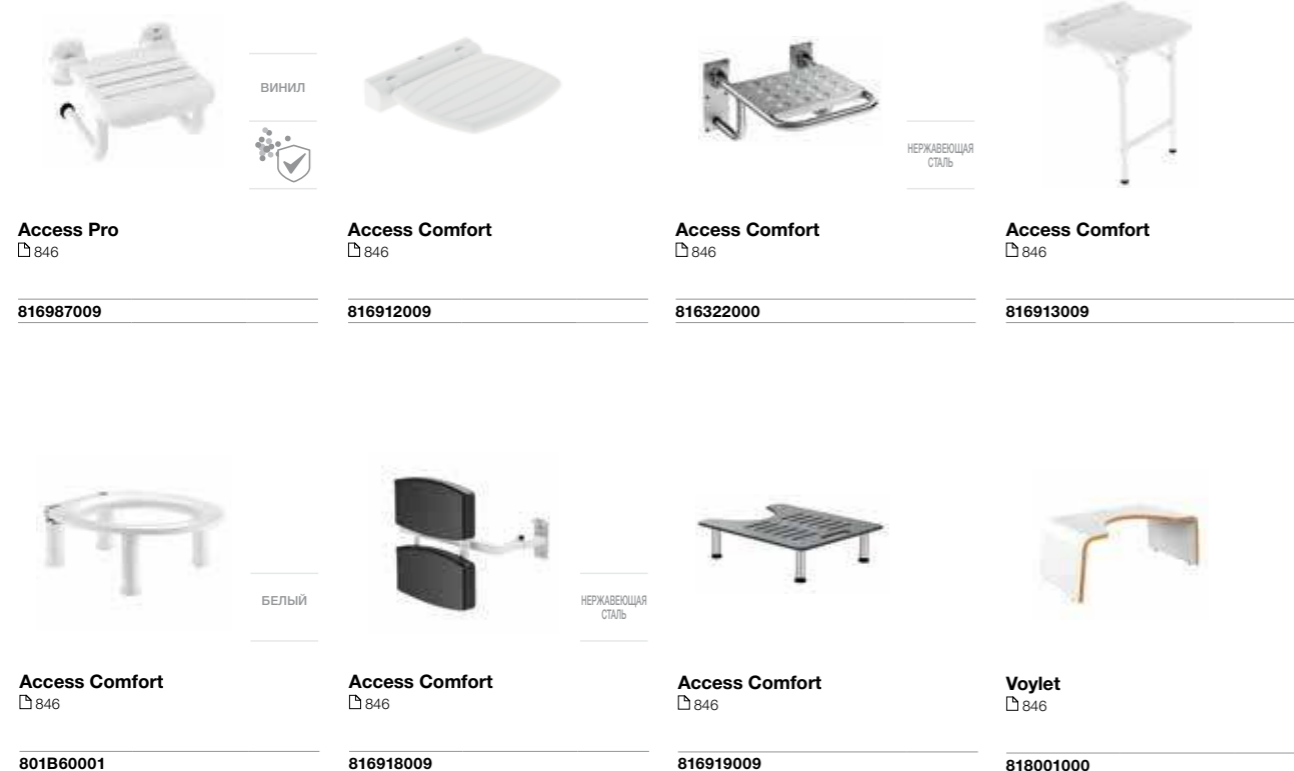 ВИНИЛ
НЕРЖАВЕЮЩАЯ
СТАЛЬ
Access Pro
846
816987009
Access Comfort
846
816912009
Access Comfort
846
816322000
Access Comfort
846
816913009
БЕЛЫЙ
НЕРЖАВЕЮЩАЯ
СТАЛЬ
Access Comfort
846
801B60001
Access Comfort
846
816918009
Access Comfort
846
816919009
Voylet
846
818001000